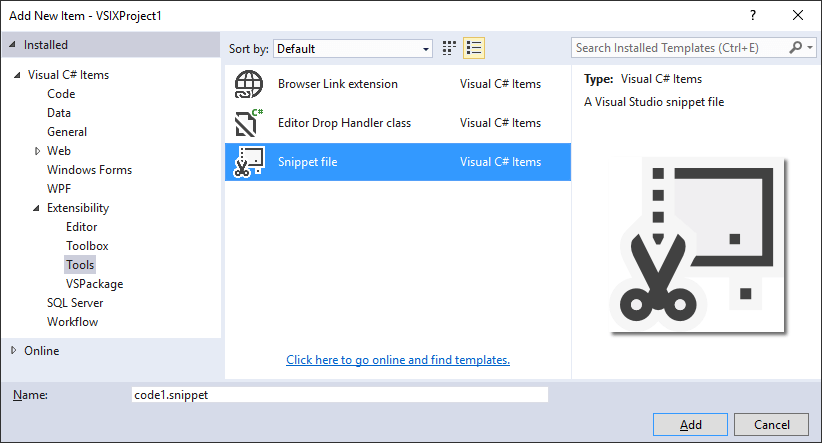 Add New Item - VSIXProject1
? 
Installed
Sort by: Default
Search Installed Templates (Ctrl+E)
Visual C# Items
Code
Data
General
Web
Windows Forms
WPF
Extensibility
Editor
Toolbox
Tools
VSPackage
SQL Server
Workflow
Online
Browser Link extension Visual C# Items
C#
Editor Drop Handler class Visual C# Items
Snippet file Visual C# Items
Click here to go online and find templates.
Type: Visual C# Items
A Visual Studio snippet file
Name: code1.snippet
Add Cancel